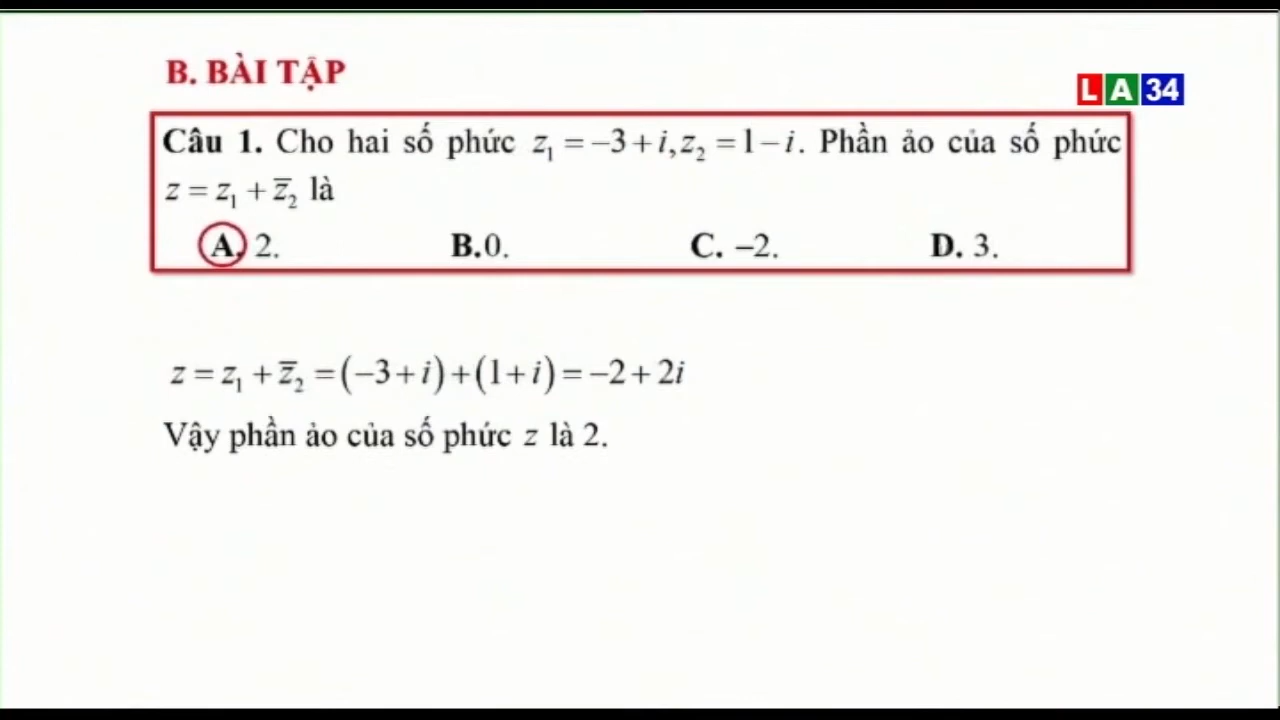 B. BÀI TẬP
LA34
Câu 1. Cho hai số phức z₁ = −3 + i, z₂ = 1 − i. Phần ảo của số phức
z = z₁ + z̅₂ là
A. 2. B.0. C. −2. D. 3.
z = z₁ + z̅₂ = (−3 + i) + (1 + i) = −2 + 2i
Vậy phần ảo của số phức z là 2.